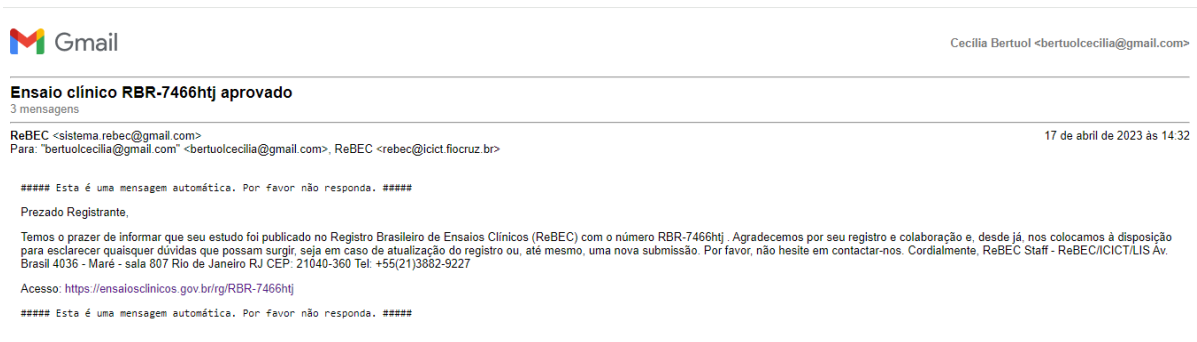 Gmail
Cecilia Bertuol <bertuolcecilia@gmail.com>
Ensaio clínico RBR-7466htj aprovado
3 mensagens
ReBEC <sistema.rebec@gmail.com>
17 de abril de 2023 às 14:32
Para: "bertuolcecilia@gmail.com" <bertuolcecilia@gmail.com>, ReBEC <rebec@icict.fiocruz.br>
##### Esta é uma mensagem automática. Por favor não responda. #####
Prezado Registrante,
Temos o prazer de informar que seu estudo foi publicado no Registro Brasileiro de Ensaios Clínicos (ReBEC) com o número RBR-7466htj . Agradecemos por seu registro e colaboração e, desde já, nos colocamos à disposição
para esclarecer quaisquer dúvidas que possam surgir, seja em caso de atualização do registro ou, até mesmo, uma nova submissão. Por favor, não hesite em contactar-nos. Cordialmente, ReBEC Staff - ReBEC/ICICT/LIS Av.
Brasil 4036 - Maré - sala 807 Rio de Janeiro RJ CEP: 21040-360 Tel: +55(21)3882-9227
Acesso: https://ensaiosclinicos.gov.br/rg/RBR-7466htj
##### Esta é uma mensagem automática. Por favor não responda. #####